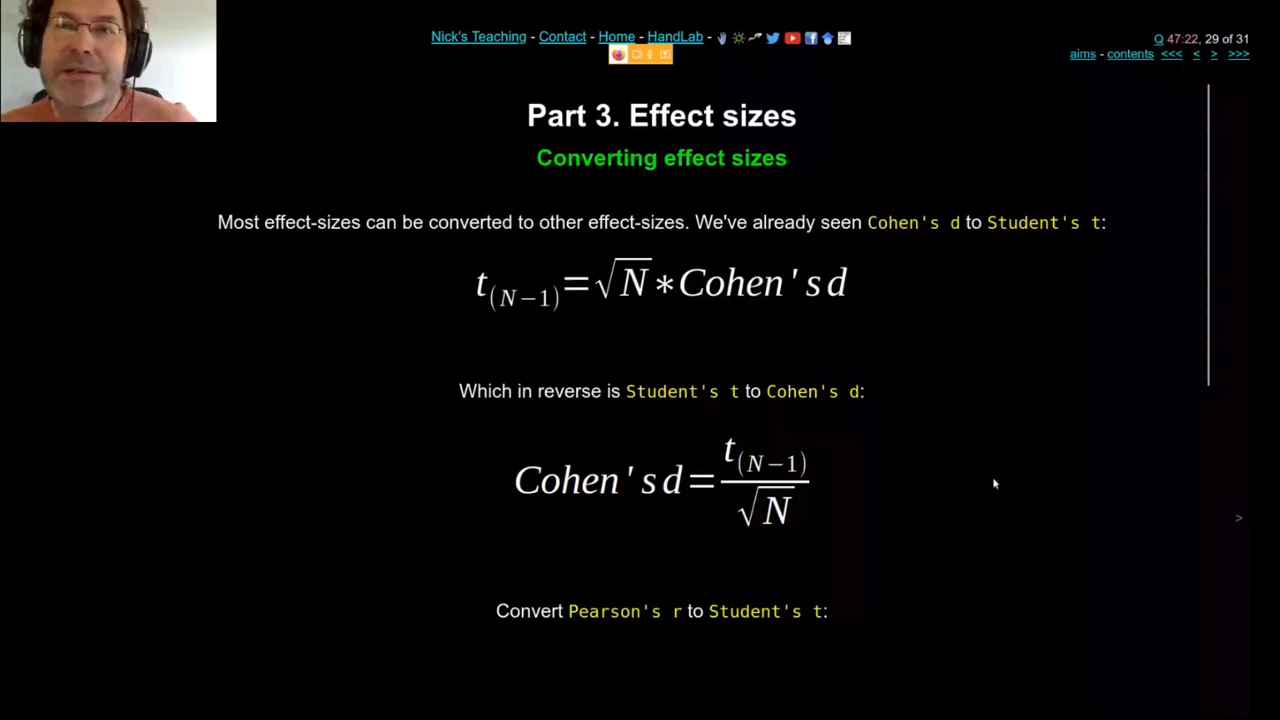 Nick's Teaching - Contact - Home - HandLab -
Q 47:22, 29 of 31
aims - contents <<< < > >>>
Part 3. Effect sizes
Converting effect sizes
Most effect-sizes can be converted to other effect-sizes. We've already seen Cohen's d to Student's t:
t(N−1)=√N∗Cohen's d
Which in reverse is Student's t to Cohen's d:
Cohen's d=t(N−1)/√N
>
Convert Pearson's r to Student's t: